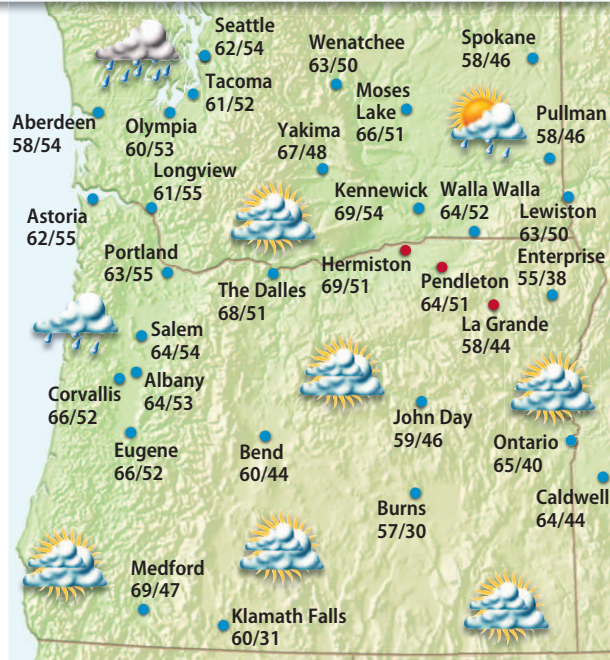 Seattle
62/54
Wenatchee
63/50
Spokane
58/46
Tacoma
61/52
Moses
Lake
66/51
Aberdeen
58/54
Olympia
60/53
Yakima
67/48
Pullman
58/46
Longview
61/55
Kennewick
69/54
Walla Walla
64/52
Lewiston
63/50
Astoria
62/55
Portland
63/55
The Dalles
68/51
Hermiston
69/51
Pendleton
64/51
Enterprise
55/38
La Grande
58/44
Salem
64/54
Corvallis
66/52
Albany
64/53
John Day
59/46
Eugene
66/52
Bend
60/44
Ontario
65/40
Burns
57/30
Caldwell
64/44
Medford
69/47
Klamath Falls
60/31